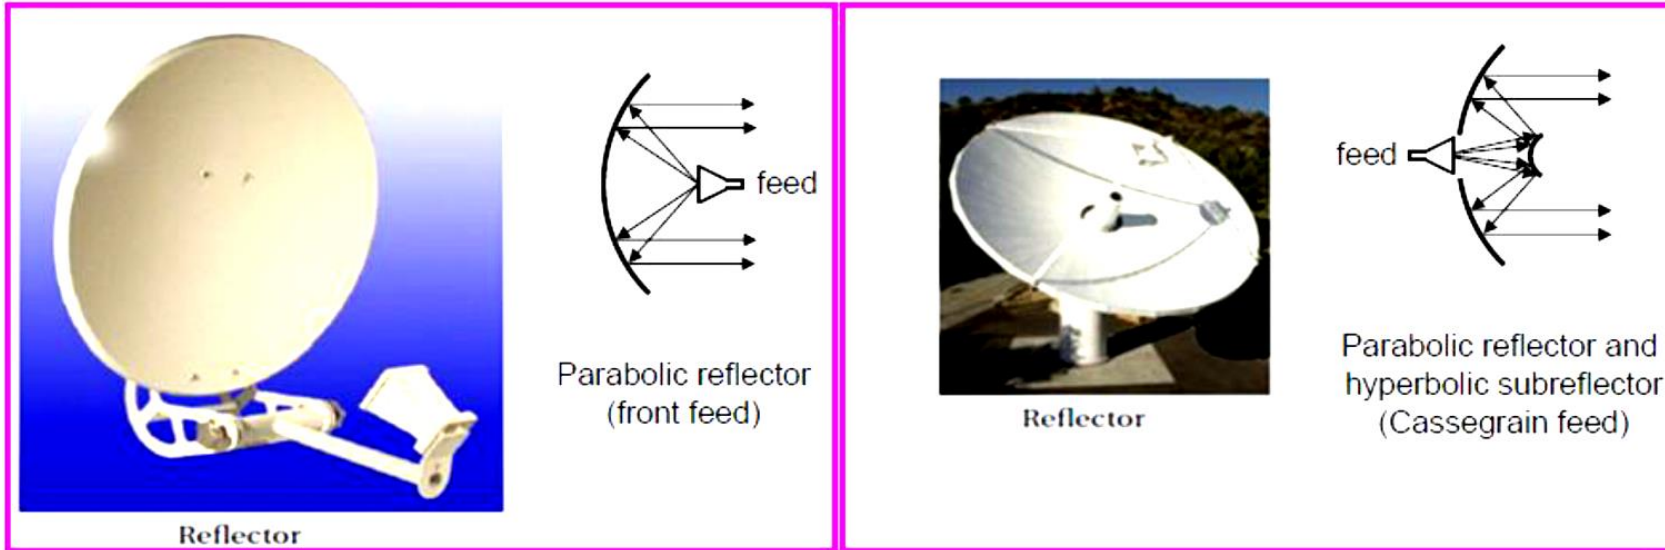 feed
Parabolic reflector
(front feed)
Reflector
feed
Parabolic reflector and
hyperbolic subreflector
(Cassegrain feed)
Reflector